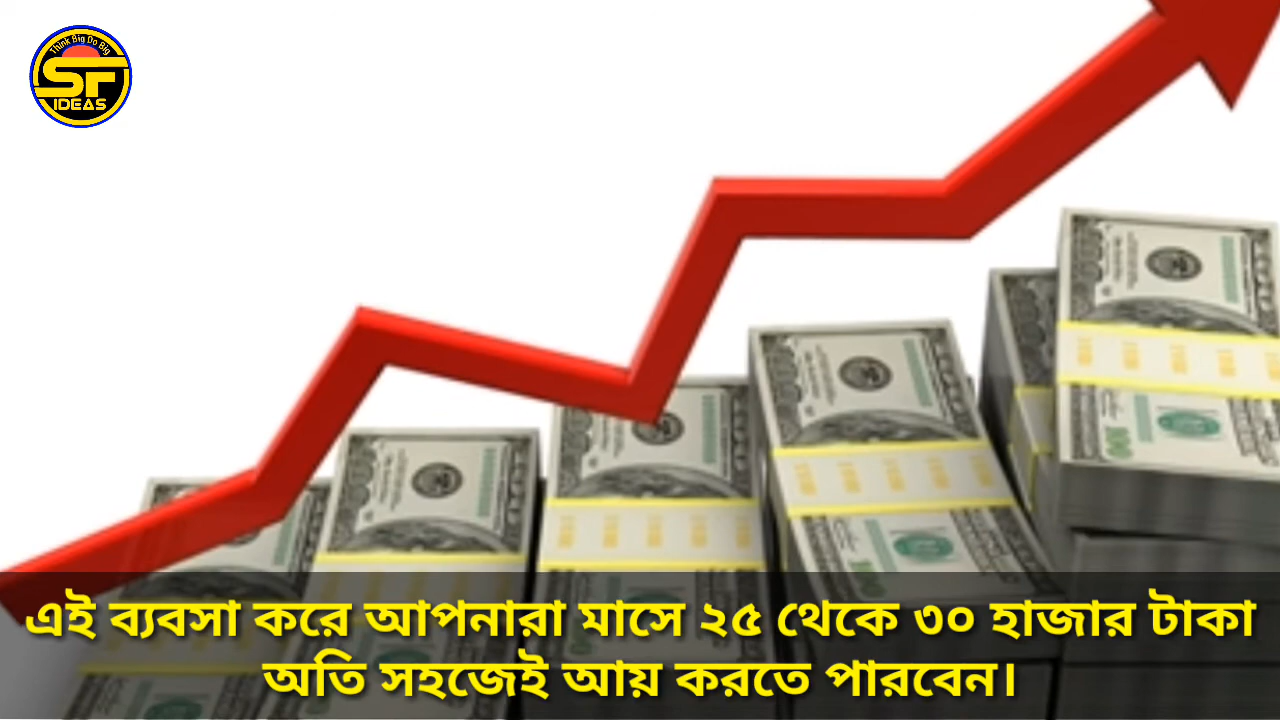 Think Big Do Big
SF
IDEAS
এই ব্যবসা করে আপনারা মাসে ২৫ থেকে ৩০ হাজার টাকা
অতি সহজেই আয় করতে পারবেন।